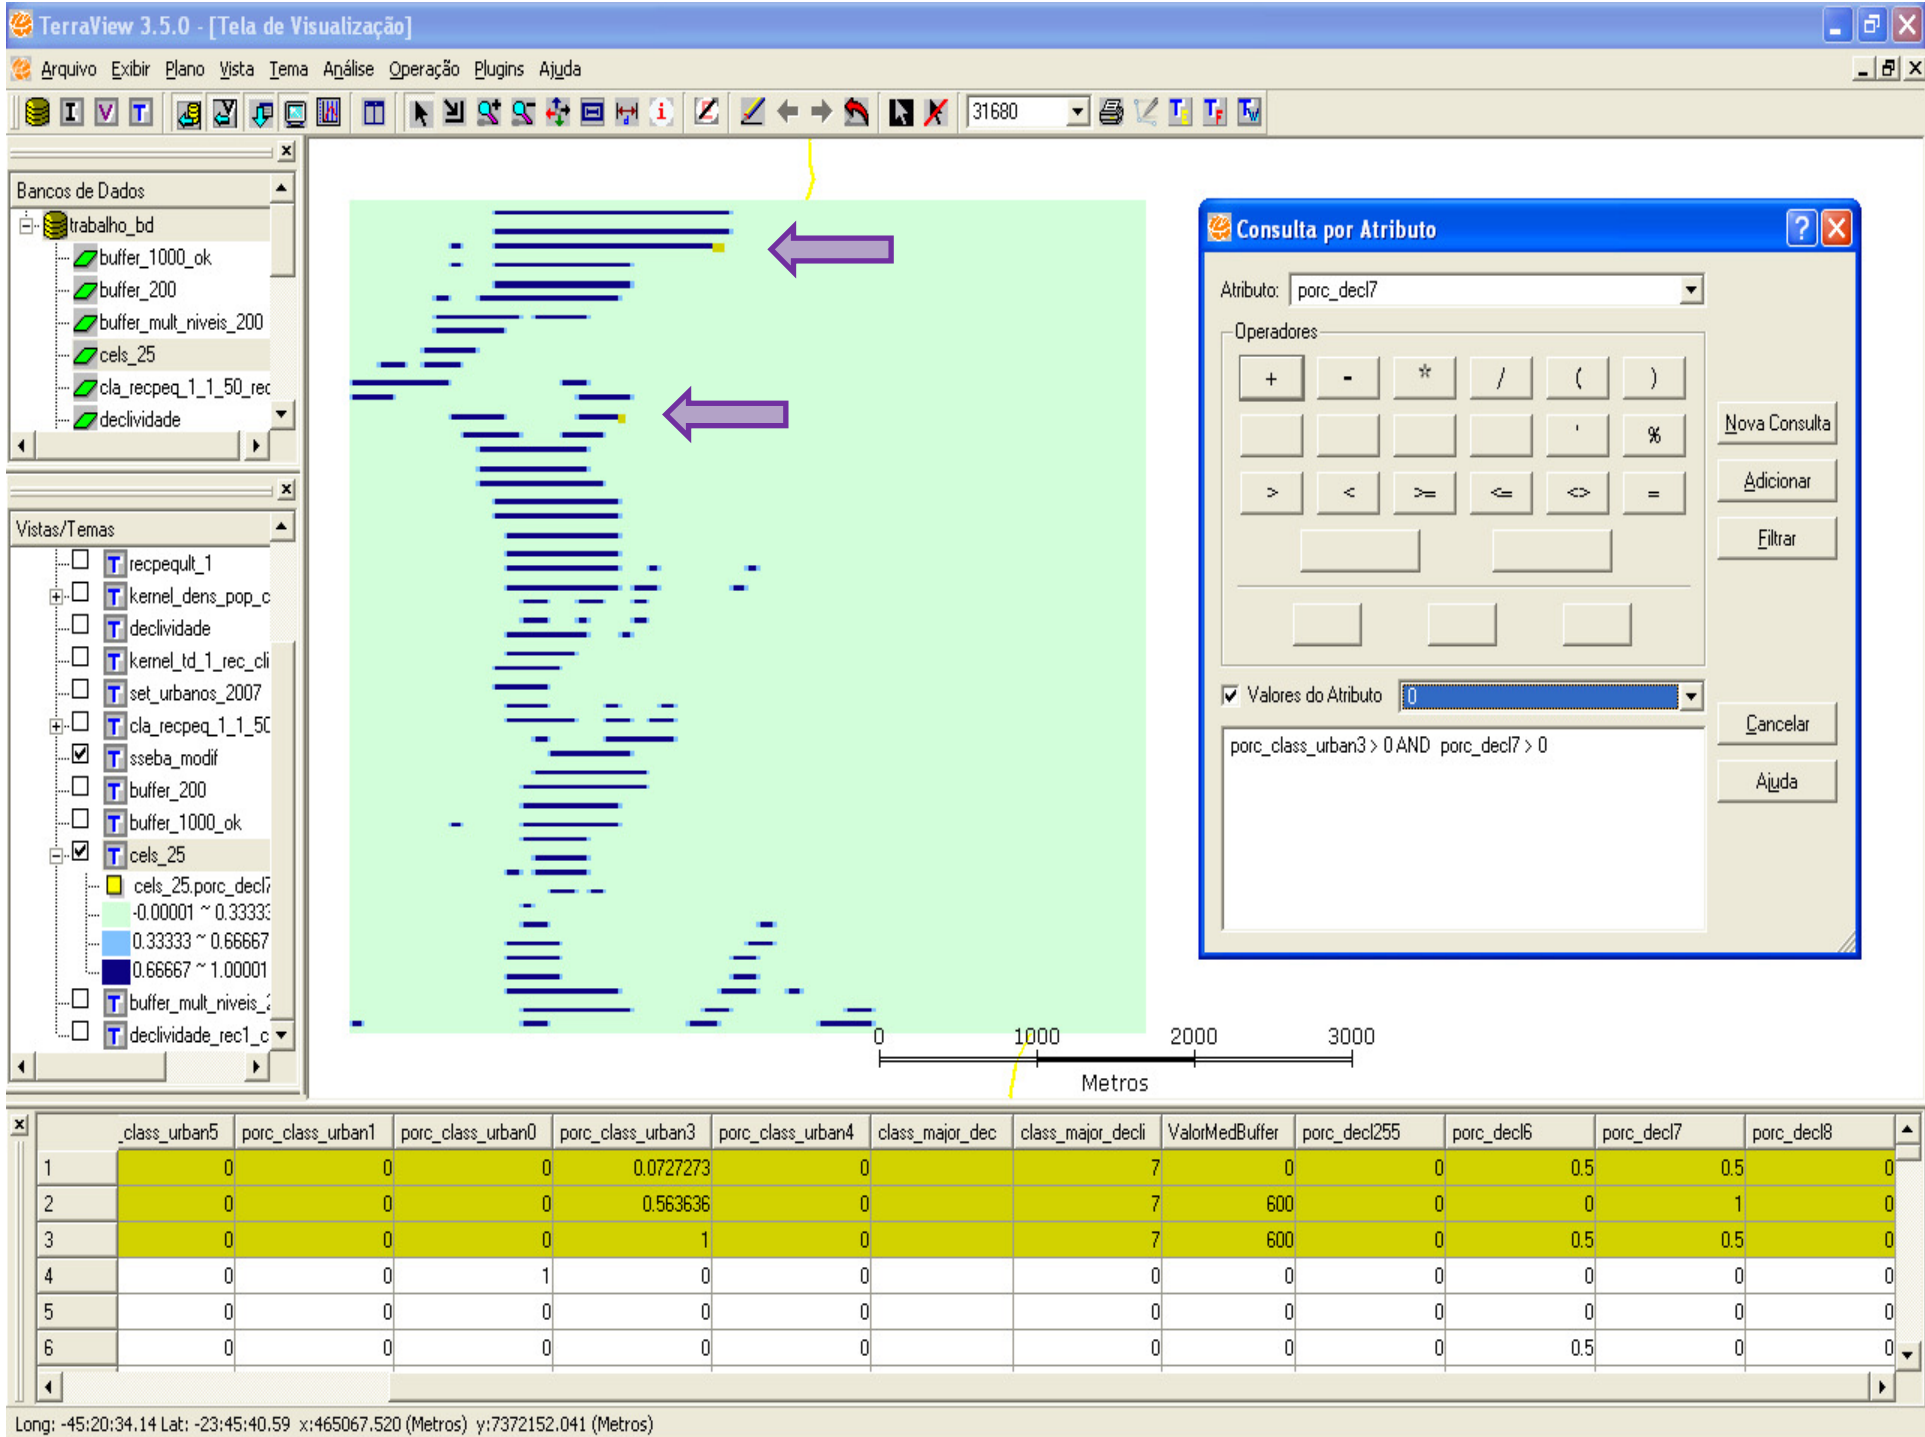 TerraView 3.5.0 - [Tela de Visualização]
Arquivo Exibir Plano Vista Tema Análise Operação Plugins Ajuda
I V T 31680 T T Tw
Bancos de Dados
trabalho_bd
buffer_1000_ok
buffer_200
buffer_mult_niveis_200
cels_25
cla_recpeq_1_1_50_rec
declividade
Vistas/Temas
T recpeqult_1
T kernel_dens_pop_c
T declividade
T kernel_td_1_rec_cli
T set_urbanos_2007
T cla_recpeq_1_1_50
T sseba_modif
T buffer_200
T buffer_1000_ok
T cels_25
cels_25.porc_decl7
-0.00001 ~ 0.33333
0.33333 ~ 0.66667
0.66667 ~ 1.00001
T buffer_mult_niveis_2
T declividade_rec1_c
0 1000 2000 3000
Metros
Consulta por Atributo
Atributo: porc_decl7
Operadores
+ - * / ( )
' %
> < >= <= <> =
Nova Consulta
Adicionar
Filtrar
Valores do Atributo 0
porc_class_urban3 > 0 AND porc_decl7 > 0
Cancelar
Ajuda
_class_urban5 porc_class_urban1 porc_class_urban0 porc_class_urban3 porc_class_urban4 class_major_dec class_major_decli ValorMedBuffer porc_decl255 porc_decl6 porc_decl7 porc_decl8
1 0 0 0 0.0727273 0 7 0 0 0.5 0.5 0
2 0 0 0 0.563636 0 7 600 0 0 1 0
3 0 0 0 1 0 7 600 0 0.5 0.5 0
4 0 0 1 0 0 0 0 0 0 0 0
5 0 0 0 0 0 0 0 0 0 0 0
6 0 0 0 0 0 0 0 0 0.5 0 0
Long: -45:20:34.14 Lat: -23:45:40.59 x:465067.520 (Metros) y:7372152.041 (Metros)